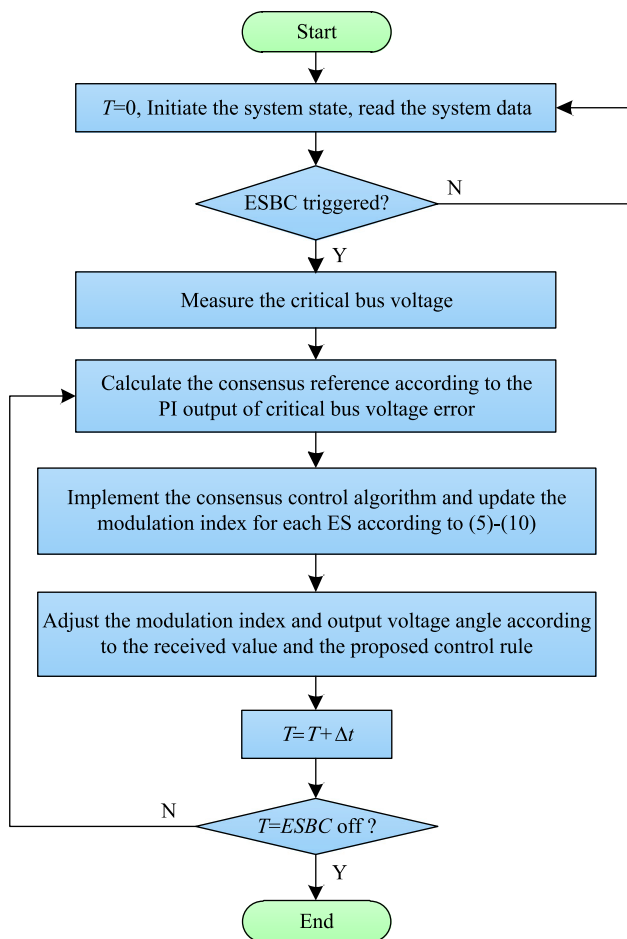 Start
T=0, Initiate the system state, read the system data
ESBC triggered?
N
Y
Measure the critical bus voltage
Calculate the consensus reference according to the
PI output of critical bus voltage error
Implement the consensus control algorithm and update the
modulation index for each ES according to (5)-(10)
Adjust the modulation index and output voltage angle according
to the received value and the proposed control rule
T=T+Δt
N
T=ESBC off ?
Y
End